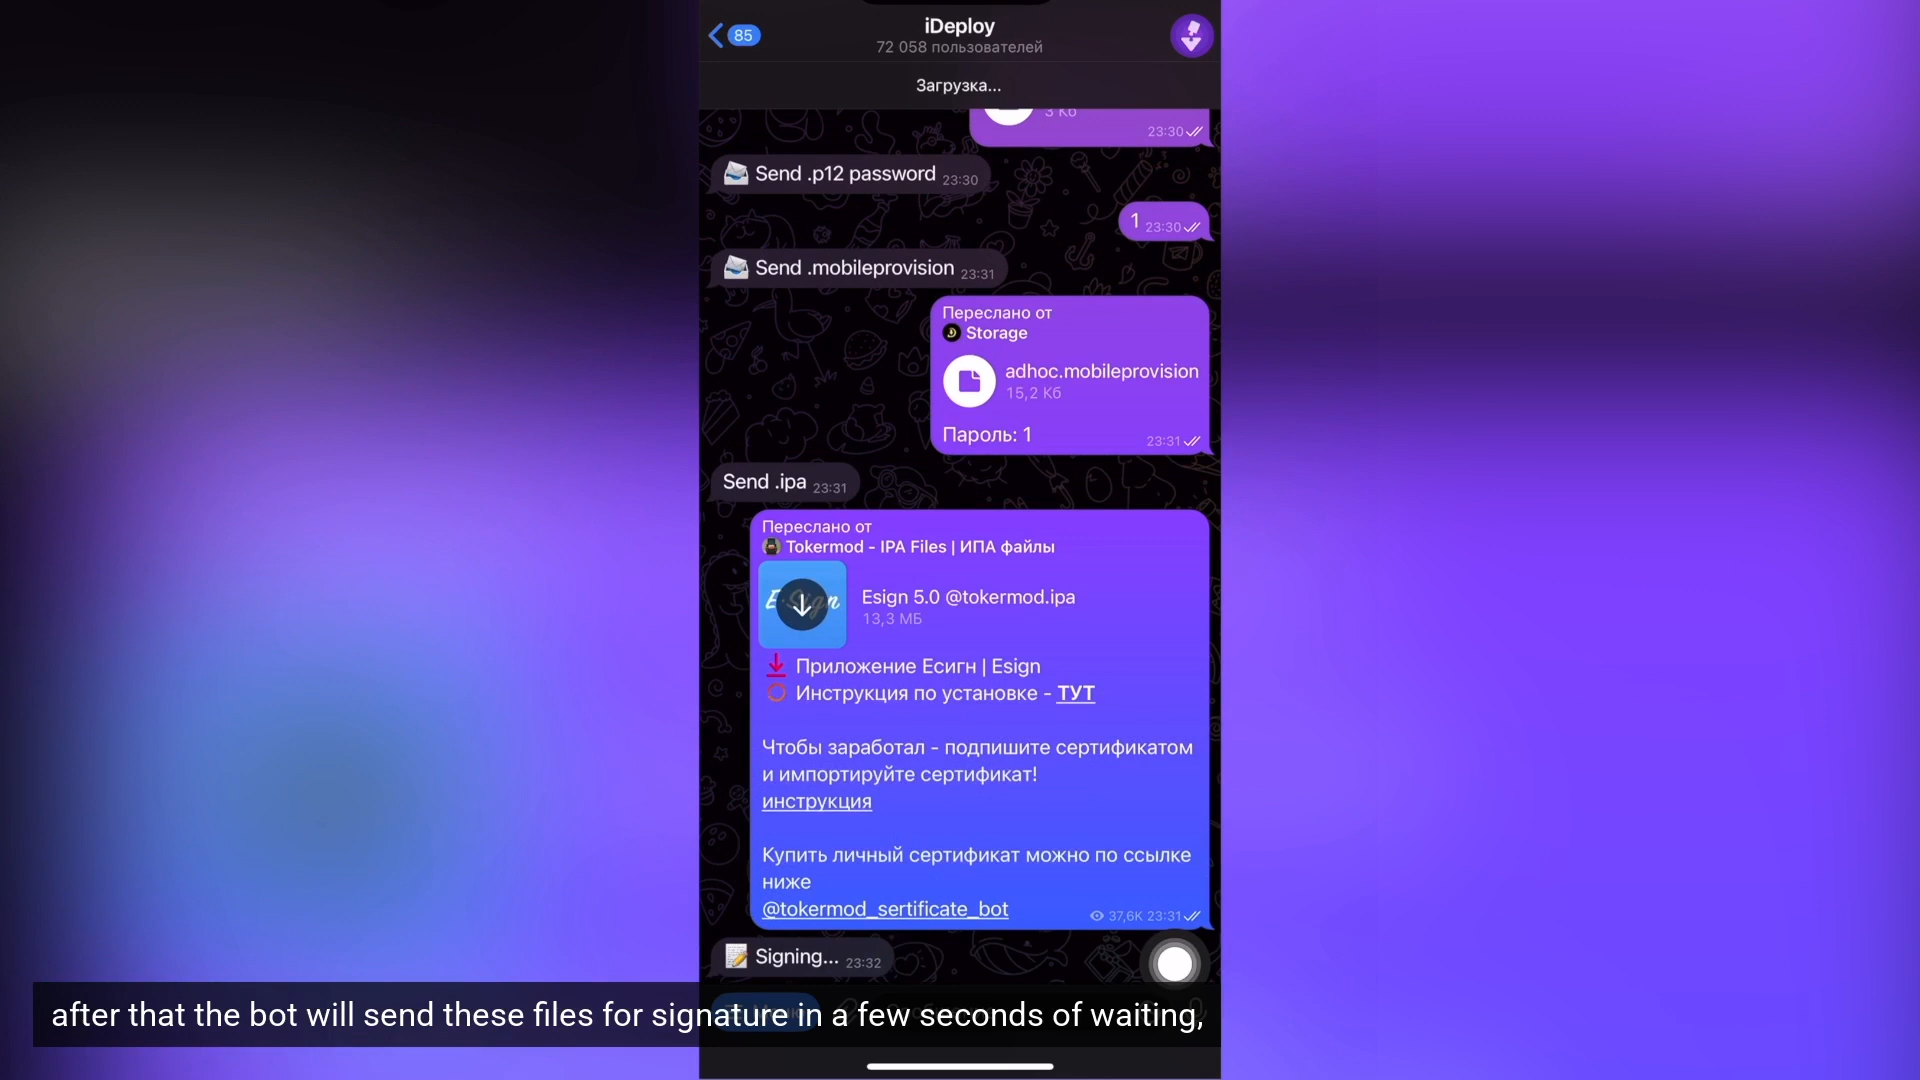 85
iDeploy
72 058 пользователей
Загрузка...
3 Кб
23:30
Send .p12 password 23:30
1 23:30
Send .mobileprovision 23:31
Переслано от
Storage
adhoc.mobileprovision
15,2 Кб
Пароль: 1
23:31
Send .ipa 23:31
Переслано от
Tokermod - IPA Files | ИПА файлы
Esign 5.0 @tokermod.ipa
13,3 МБ
Приложение Есигн | Esign
Инструкция по установке - ТУТ
Чтобы заработал - подпишите сертификатом
и импортируйте сертификат!
инструкция
Купить личный сертификат можно по ссылке
ниже
@tokermod_sertificate_bot
37,6K 23:31
Signing... 23:32
after that the bot will send these files for signature in a few seconds of waiting,